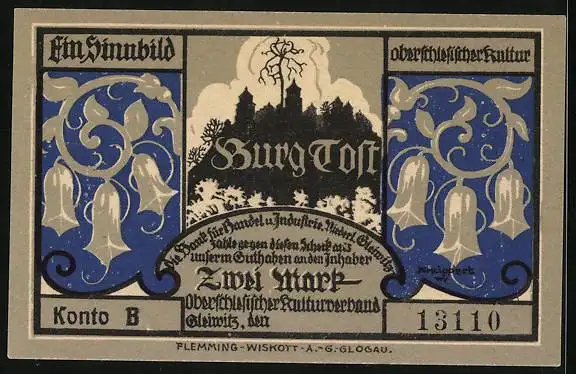 Ein Sinnbild
oberschlesischer Kultur
Burg Tost
Die Bank für Handel u. Industrie, Niederl. Gleiwitz
zahle gegen diesen Scheck aus
unserm Guthaben an den Inhaber
Zwei Mark
Oberschlesischer Kulturverband
Gleiwitz, den
Konto B
13110
FLEMMING-WISKOTT-A.-G.-GLOGAU.